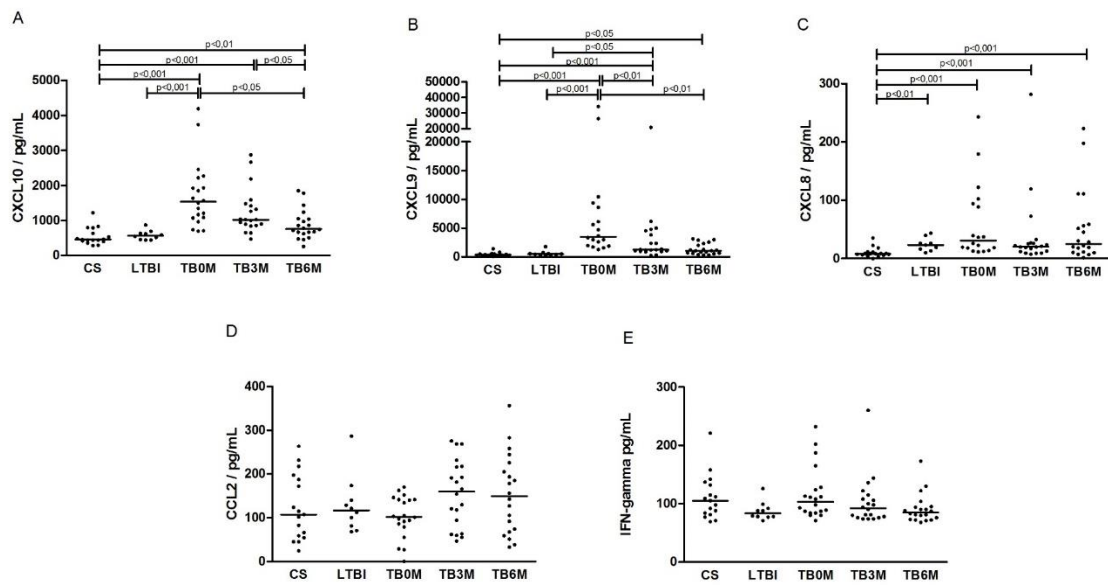 A
p<0,01
p<0,001 p<0,05
p<0,001
p<0,001 p<0,05
CXCL10 / pg/mL
5000
4000
3000
2000
1000
0
CS LTBI TB0M TB3M TB6M
B
p<0,05
p<0,05
p<0,001
p<0,001 p<0,01
p<0,001 p<0,01
CXCL9 / pg/mL
50000
40000
30000
20000
20000
15000
10000
5000
0
CS LTBI TB0M TB3M TB6M
C
p<0,001
p<0,001
p<0,001
p<0,01
CXCL8 / pg/mL
300
200
100
0
CS LTBI TB0M TB3M TB6M
D
CCL2 / pg/mL
400
300
200
100
0
CS LTBI TB0M TB3M TB6M
E
IFN-gamma pg/mL
300
200
100
0
CS LTBI TB0M TB3M TB6M